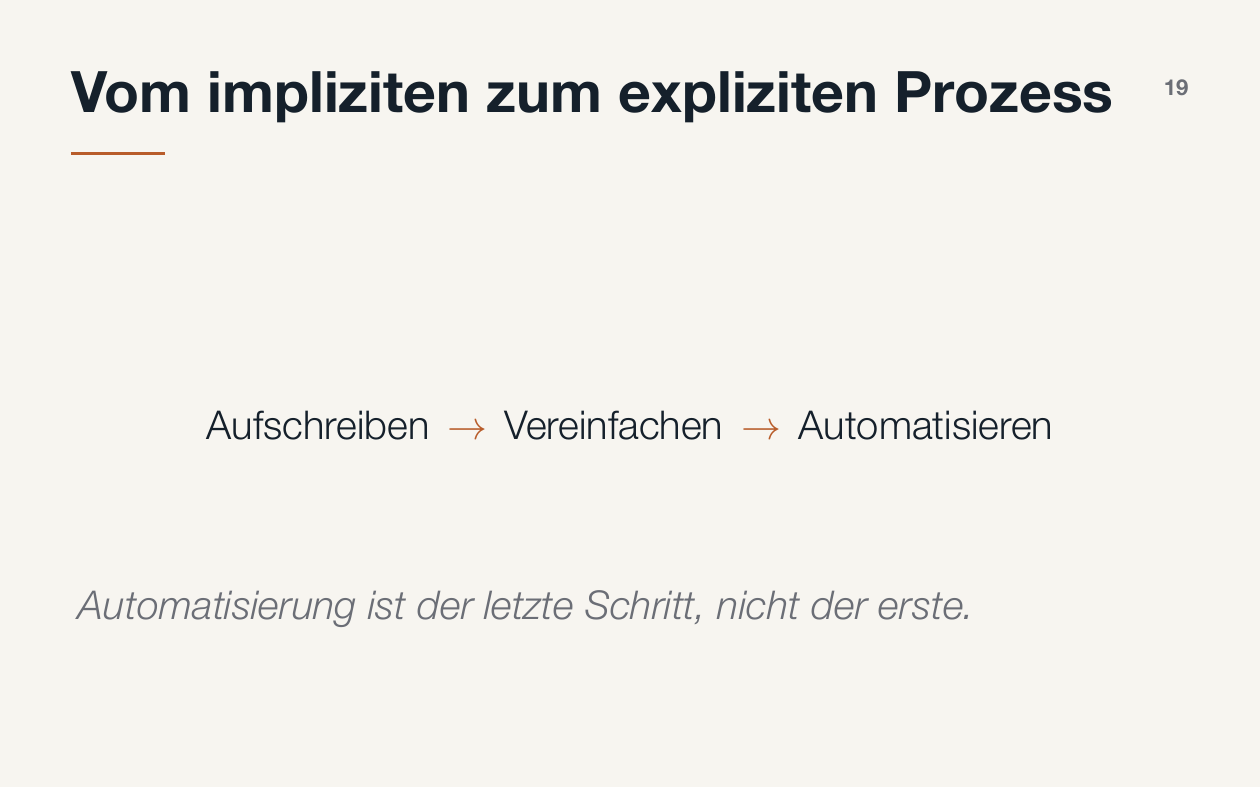 Vom impliziten zum expliziten Prozess
19
Aufschreiben → Vereinfachen → Automatisieren
Automatisierung ist der letzte Schritt, nicht der erste.